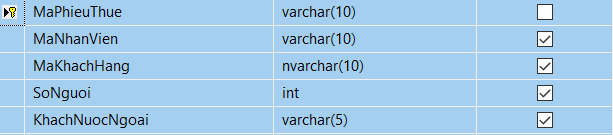 MaPhieuThue varchar(10)
MaNhanVien varchar(10)
MaKhachHang nvarchar(10)
SoNguoi int
KhachNuocNgoai varchar(5)